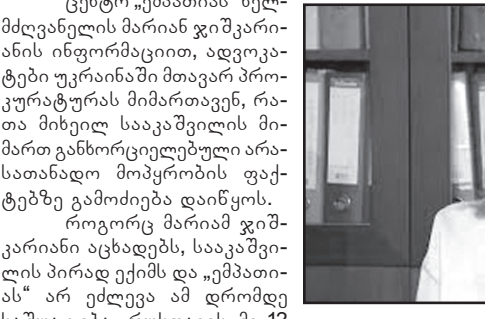 ცენტრ „ემპათიას“ ხელ-
მძღვანელის მარიან ჯიშკარი-
ანის ინფორმაციით, ადვოკა-
ტები უკრაინაში მთავარ პრო-
კურატურას მიმართავენ, რა-
თა მიხეილ სააკაშვილის მი-
მართ განხორციელებული არა-
სათანადო მოპყრობის ფაქ-
ტებზე გამოძიება დაიწყოს.
როგორც მარიამ ჯიშ-
კარიანი აცხადებს, სააკაშვი-
ლის პირად ექიმს და „ემპათი-
ას“ არ ეძლევა ამ დრომდე